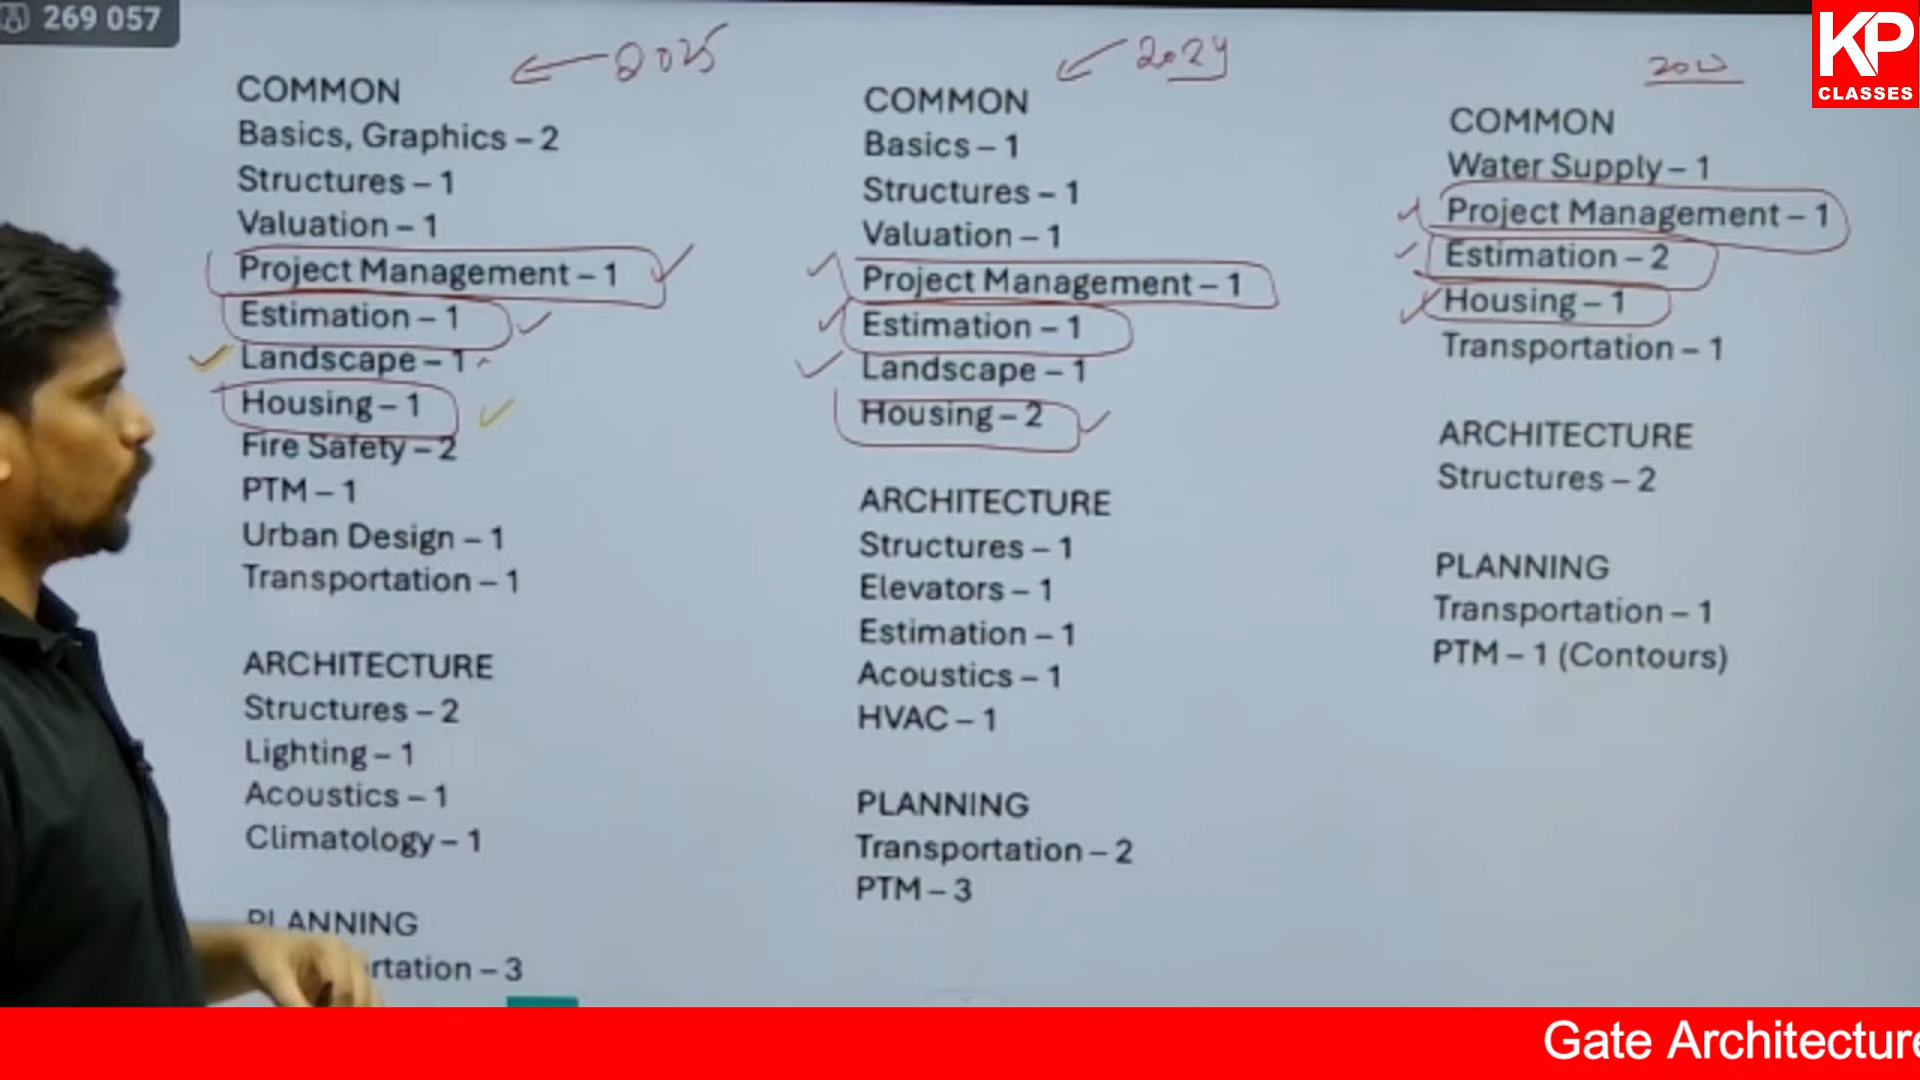 269 057
KP
CLASSES
2025
COMMON
Basics, Graphics – 2
Structures – 1
Valuation – 1
Project Management – 1
Estimation – 1
Landscape – 1
Housing – 1
Fire Safety – 2
PTM – 1
Urban Design – 1
Transportation – 1
ARCHITECTURE
Structures – 2
Lighting – 1
Acoustics – 1
Climatology – 1
PLANNING
rtation – 3
2024
COMMON
Basics – 1
Structures – 1
Valuation – 1
Project Management – 1
Estimation – 1
Landscape – 1
Housing – 2
ARCHITECTURE
Structures – 1
Elevators – 1
Estimation – 1
Acoustics – 1
HVAC – 1
PLANNING
Transportation – 2
PTM – 3
COMMON
Water Supply – 1
Project Management – 1
Estimation – 2
Housing – 1
Transportation – 1
ARCHITECTURE
Structures – 2
PLANNING
Transportation – 1
PTM – 1 (Contours)
Gate Architecture